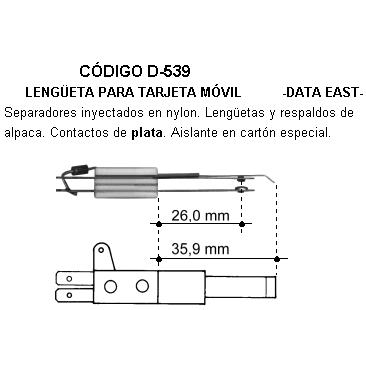 CÓDIGO D-539
LENGÜETA PARA TARJETA MÓVIL -DATA EAST-
Separadores inyectados en nylon. Lengüetas y respaldos de
alpaca. Contactos de plata. Aislante en cartón especial.
26,0 mm
35,9 mm